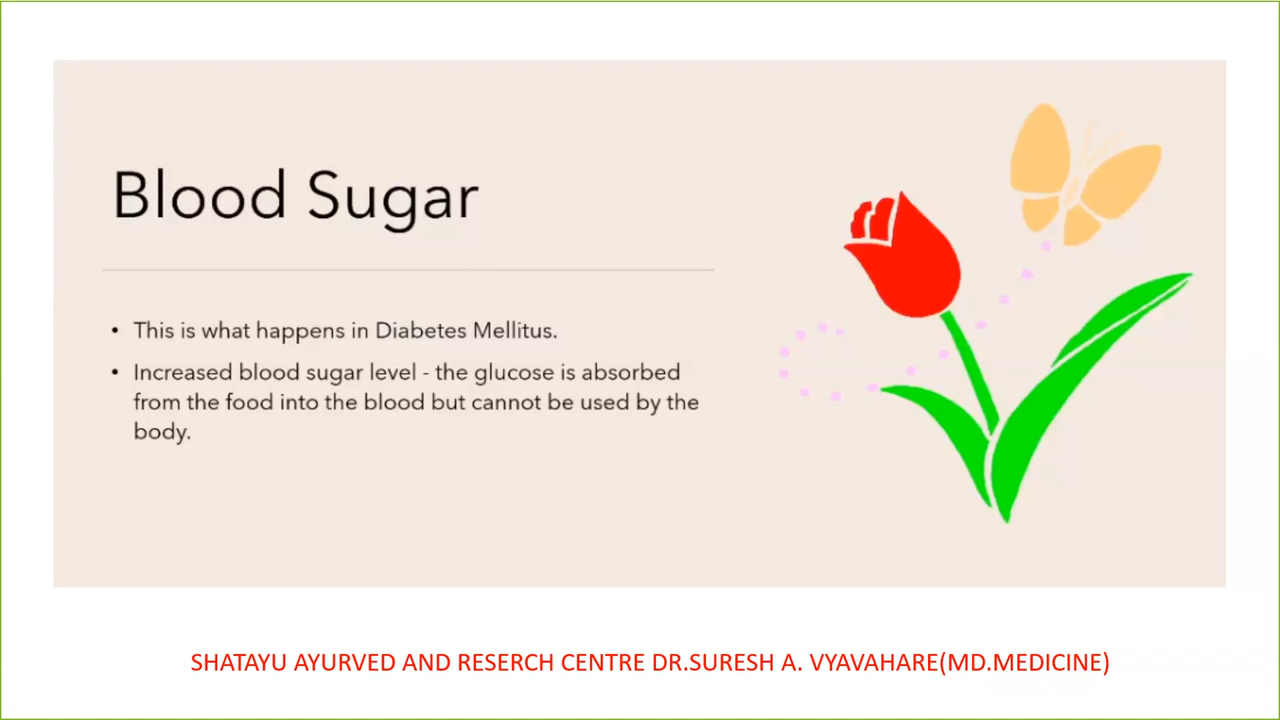 Blood Sugar
• This is what happens in Diabetes Mellitus.
• Increased blood sugar level - the glucose is absorbed
from the food into the blood but cannot be used by the
body.
SHATAYU AYURVED AND RESERCH CENTRE DR.SURESH A. VYAVAHARE(MD.MEDICINE)